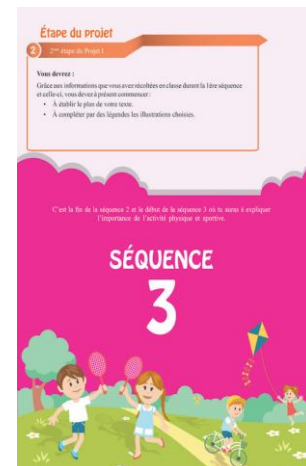 Étape du projet
2 2ème étape du Projet 1
Vous devrez :
Grâce aux informations que vous avez récoltées en classe durant la 1ère séquence
et celle-ci, vous devez à présent commencer :
• À établir le plan de votre texte.
• À compléter par des légendes les illustrations choisies.
C'est la fin de la séquence 2 et le début de la séquence 3 où tu auras à expliquer
l'importance de l'activité physique et sportive.
SÉQUENCE
3